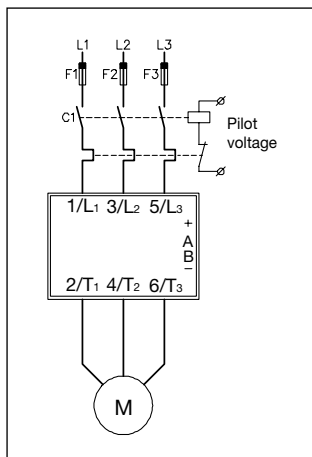 L1 L2 L3
F1 F2 F3
C1
Pilot
voltage
1/L1 3/L2 5/L3
+
A
B
−
2/T1 4/T2 6/T3
M